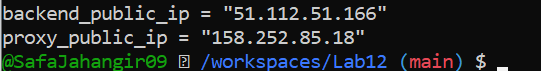 backend_public_ip = "51.112.51.166"
proxy_public_ip = "158.252.85.18"
@SafaJahangir09 /workspaces/Lab12 (main) $